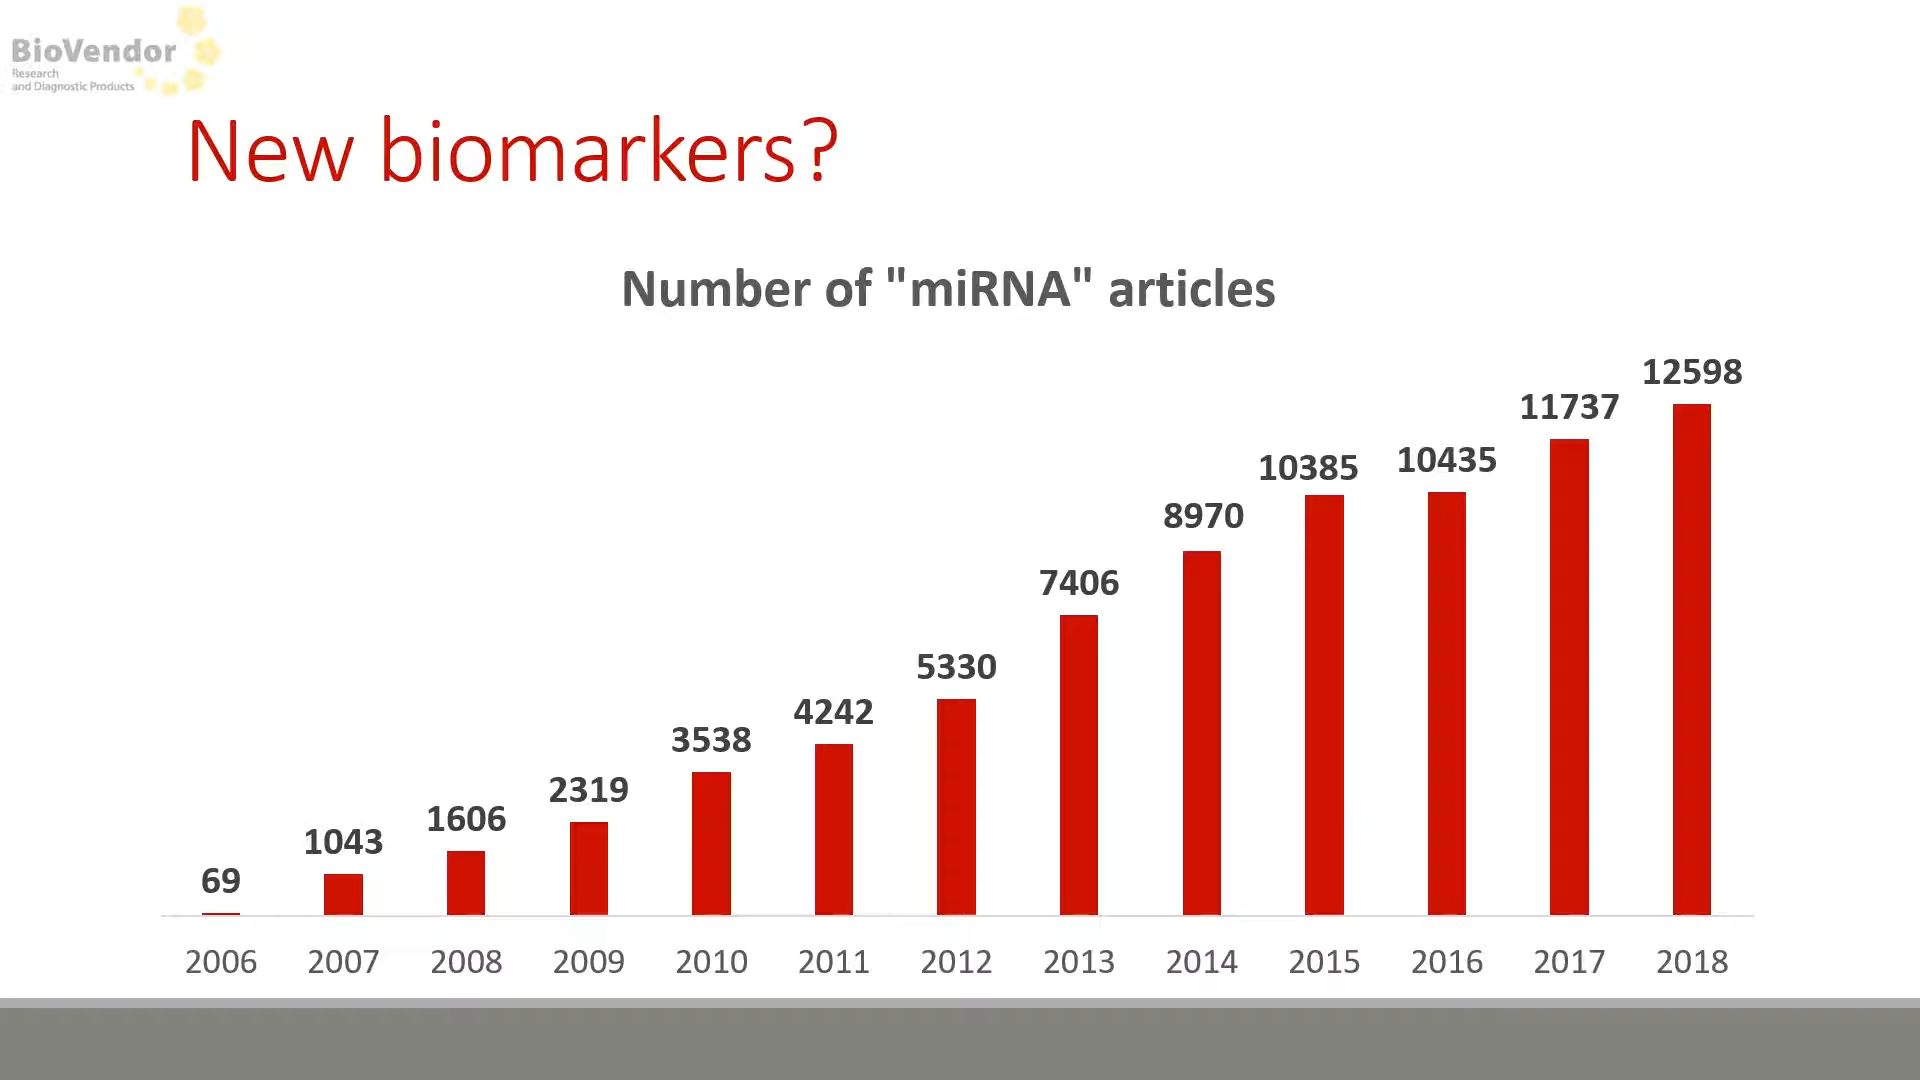 BioVendor
Research
and Diagnostic Products
New biomarkers?
Number of "miRNA" articles
69 1043 1606 2319 3538 4242 5330 7406 8970 10385 10435 11737 12598
2006 2007 2008 2009 2010 2011 2012 2013 2014 2015 2016 2017 2018